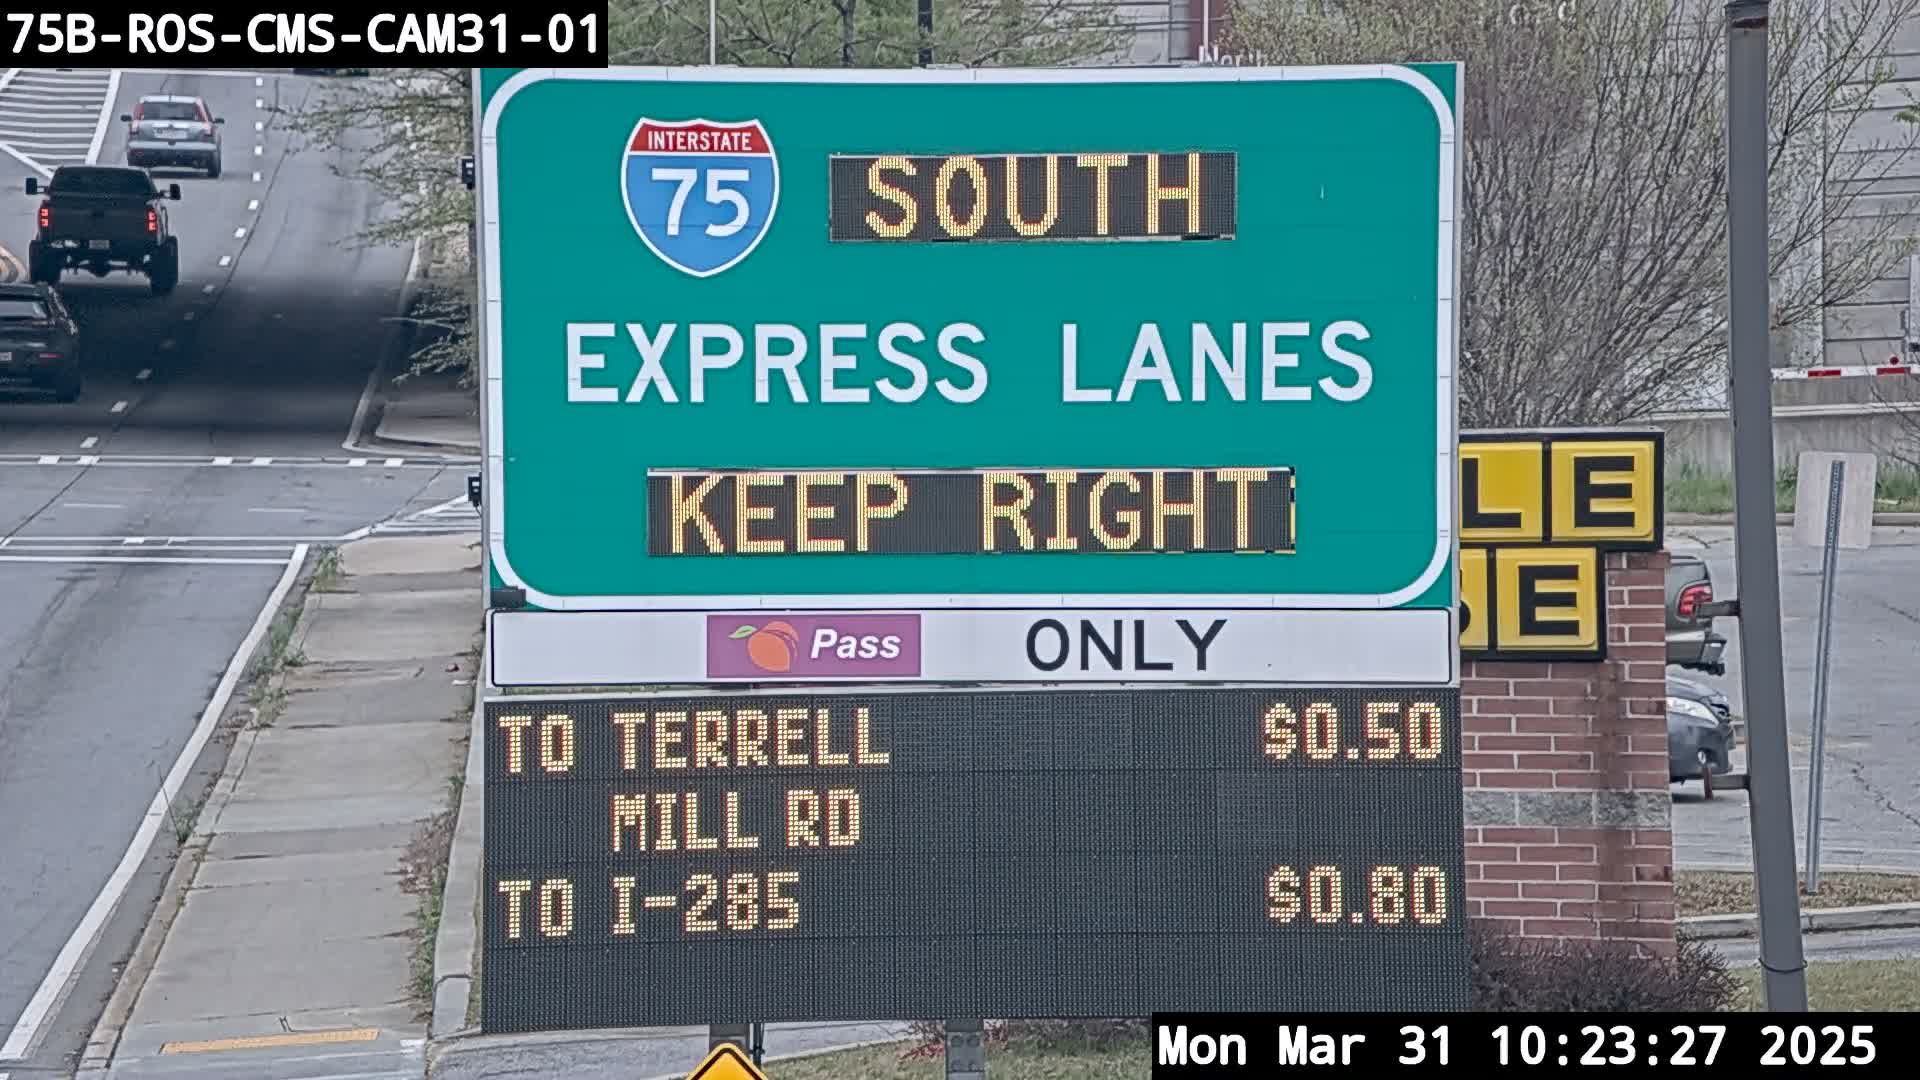 75B-ROS-CMS-CAM31-01
INTERSTATE
75
SOUTH
EXPRESS LANES
KEEP RIGHT
Pass ONLY
TO TERRELL $0.50
MILL RD
TO I-285 $0.80
LE
E
Mon Mar 31 10:23:27 2025